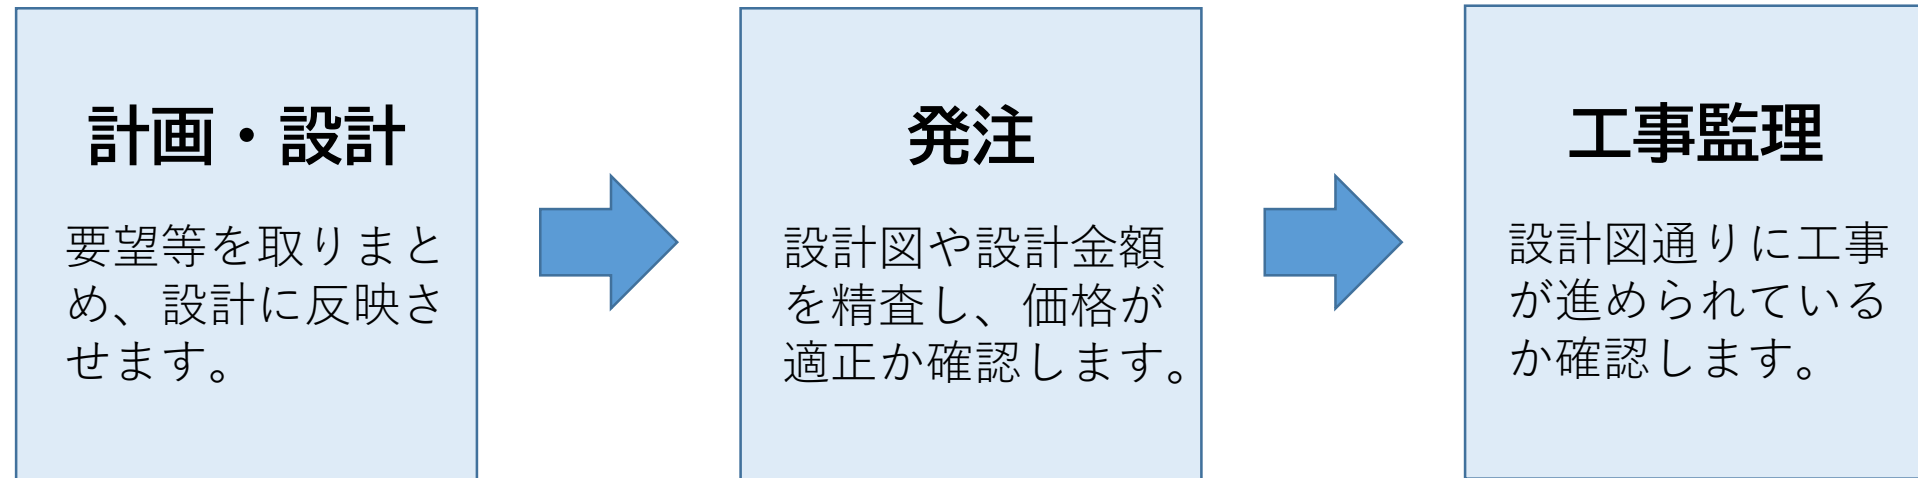 計画・設計
要望等を取りまと
め、設計に反映さ
せます。
発注
設計図や設計金額
を精査し、価格が
適正か確認します。
工事監理
設計図通りに工事
が進められている
か確認します。